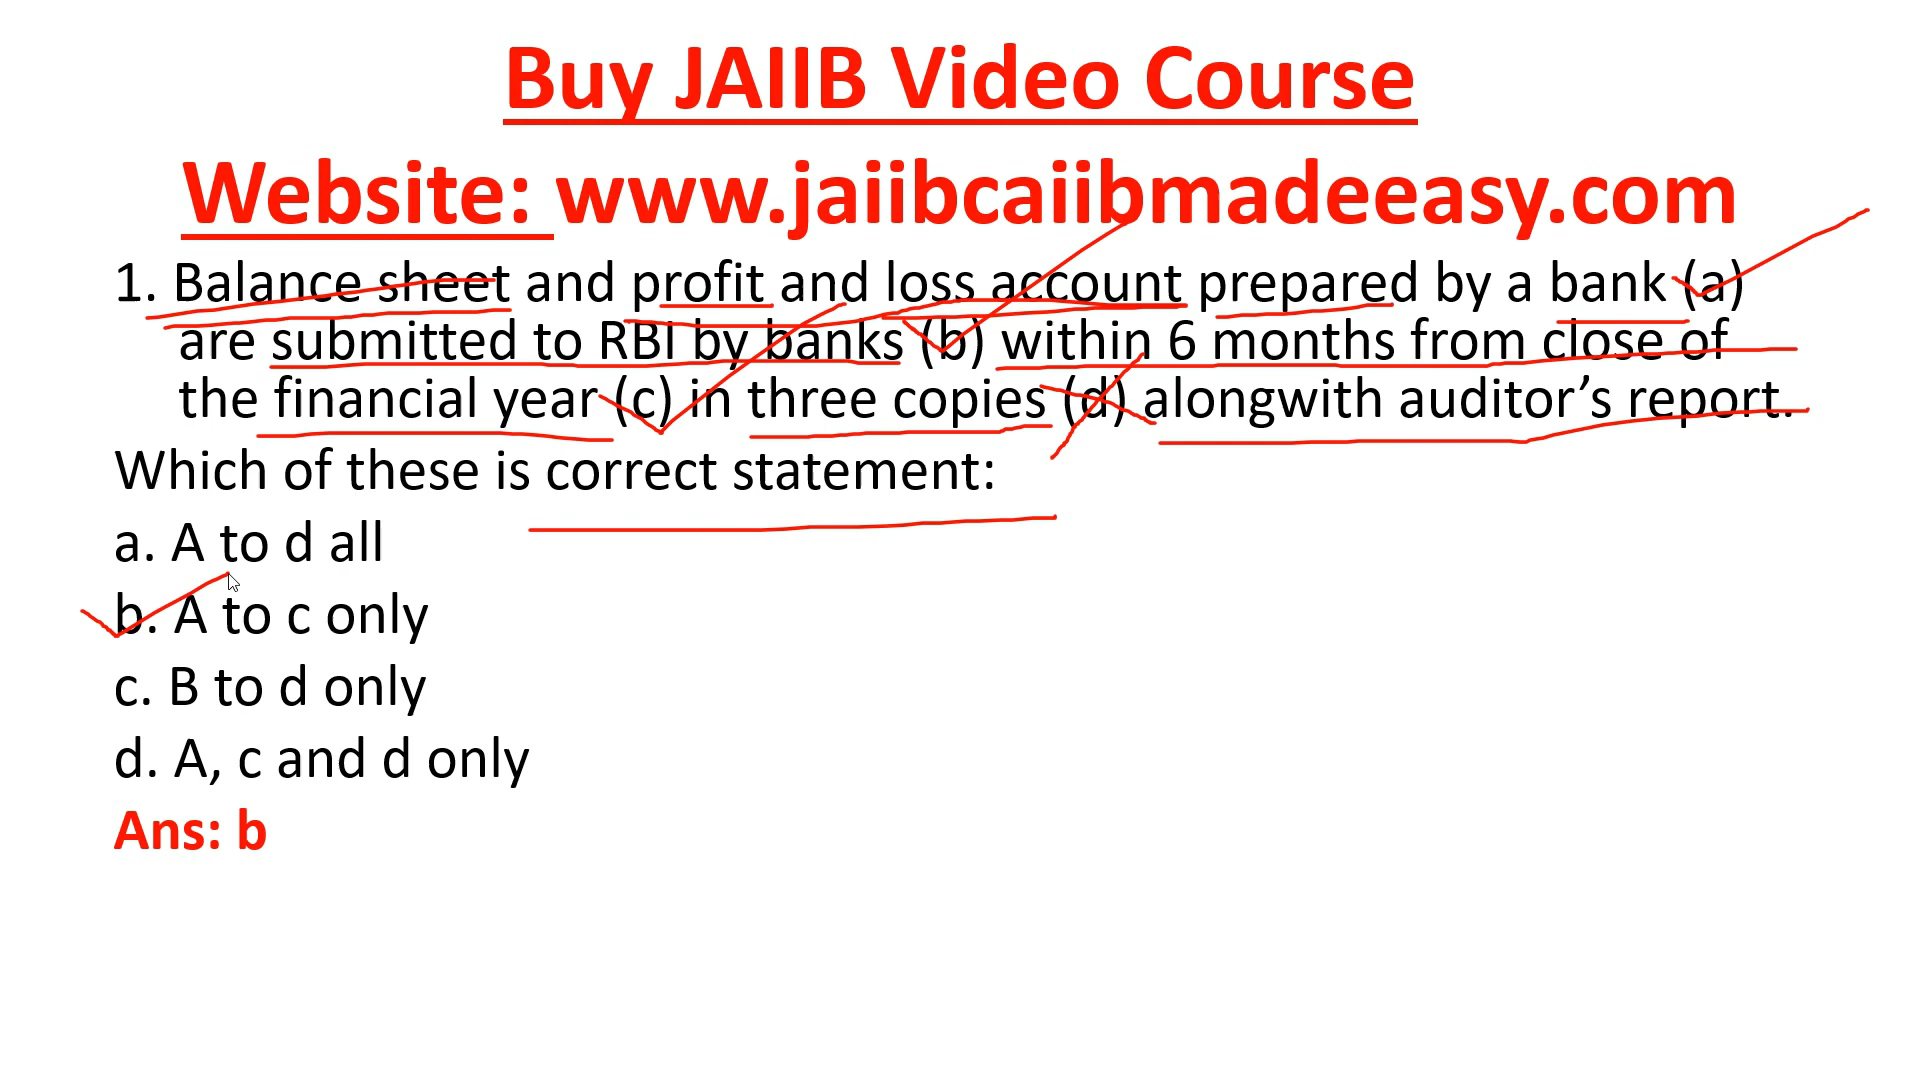 Buy JAIIB Video Course
Website: www.jaiibcaiibmadeeasy.com
1. Balance sheet and profit and loss account prepared by a bank (a)
are submitted to RBI by banks (b) within 6 months from close of
the financial year (c) in three copies (d) alongwith auditor’s report.
Which of these is correct statement:
a. A to d all
b. A to c only
c. B to d only
d. A, c and d only
Ans: b